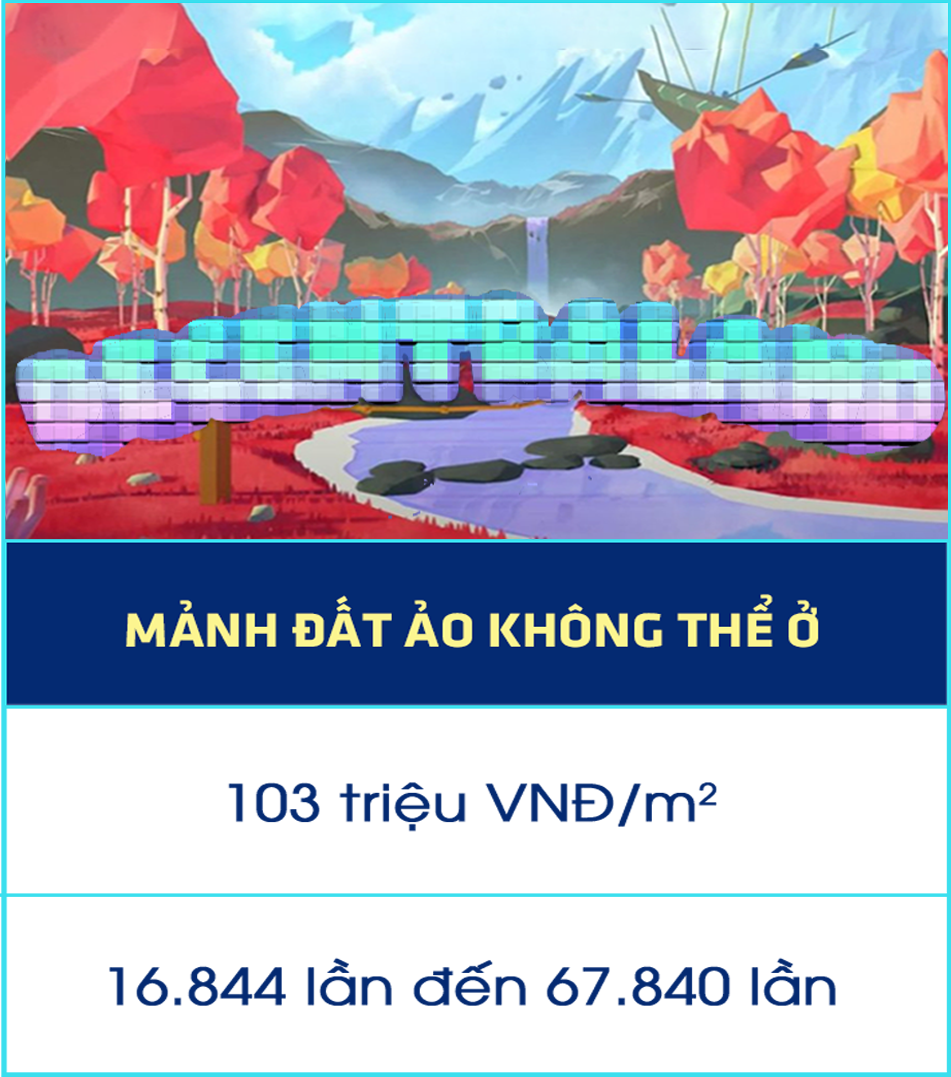 MẢNH ĐẤT ẢO KHÔNG THỂ Ở
103 triệu VNĐ/m²
16.844 lần đến 67.840 lần